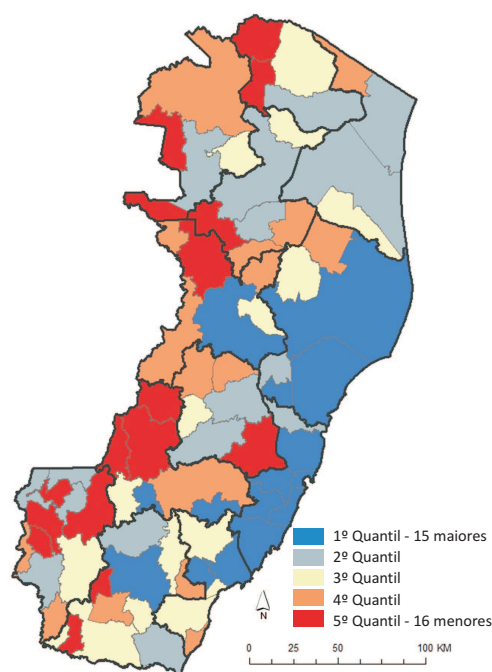 1º Quantil - 15 maiores
2º Quantil
3º Quantil
4º Quantil
5º Quantil - 16 menores
N
0 25 50 100 KM